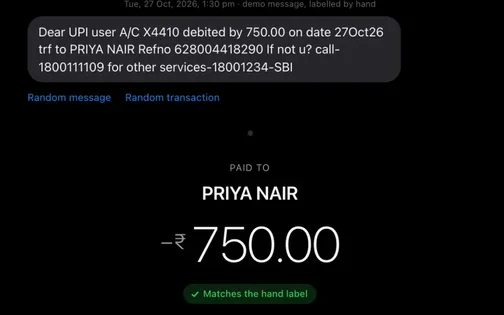 Tue, 27 Oct, 2026, 1:30 pm · demo message, labelled by hand
Dear UPI user A/C X4410 debited by 750.00 on date 27Oct26
trf to PRIYA NAIR Refno 628004418290 If not u? call-
1800111109 for other services-18001234-SBI
Random message Random transaction
PAID TO
PRIYA NAIR
−₹750.00
✓ Matches the hand label